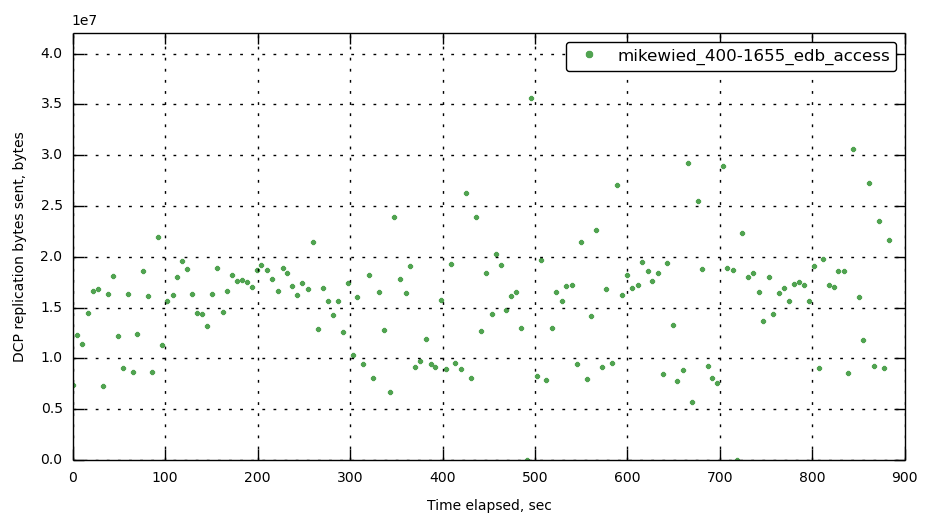 1e7
mikewied_400-1655_edb_access
4.0
3.5
3.0
2.5
2.0
1.5
1.0
0.5
0.0
DCP replication bytes sent, bytes
0 100 200 300 400 500 600 700 800 900
Time elapsed, sec